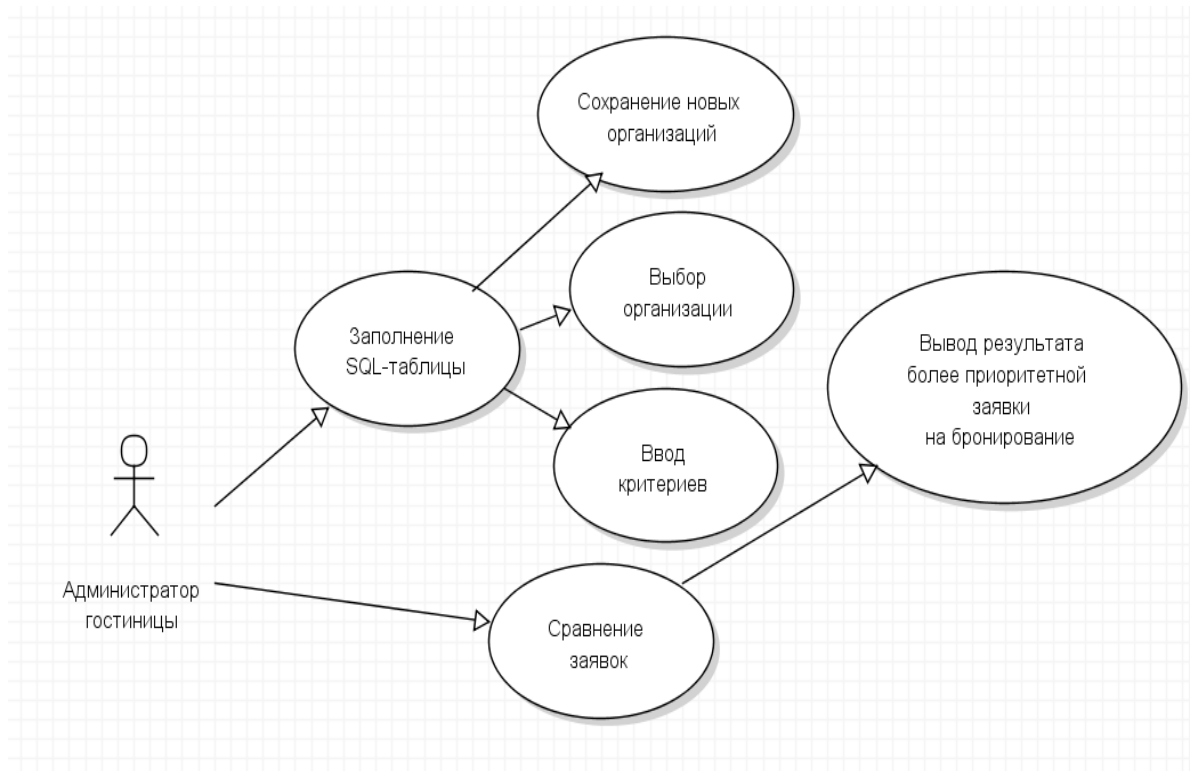 Сохранение новых
организаций
Выбор
организации
Заполнение
SQL-таблицы
Вывод результата
более приоритетной
заявки
на бронирование
Ввод
критериев
Администратор
гостиницы
Сравнение
заявок